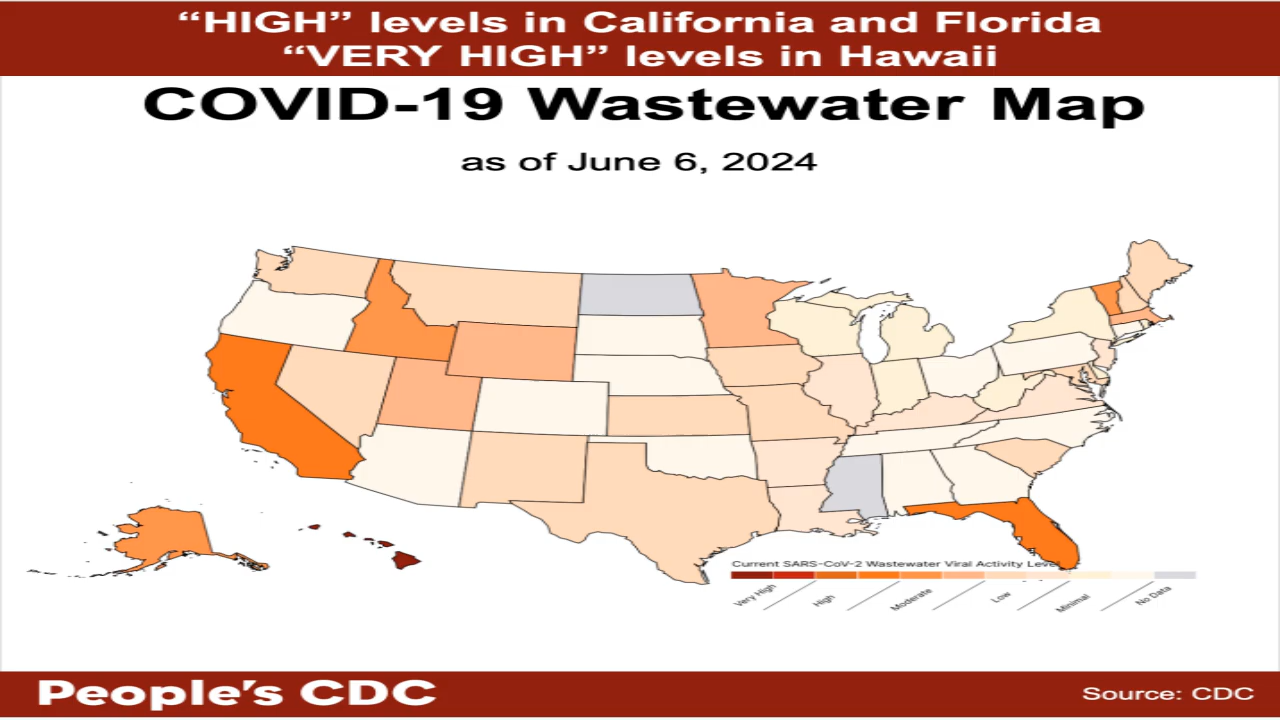 “HIGH” levels in California and Florida
“VERY HIGH” levels in Hawaii
COVID-19 Wastewater Map
as of June 6, 2024
Current SARS-CoV-2 Wastewater Viral Activity Level
Very High
High
Moderate
Low
Minimal
No Data
People's CDC
Source: CDC